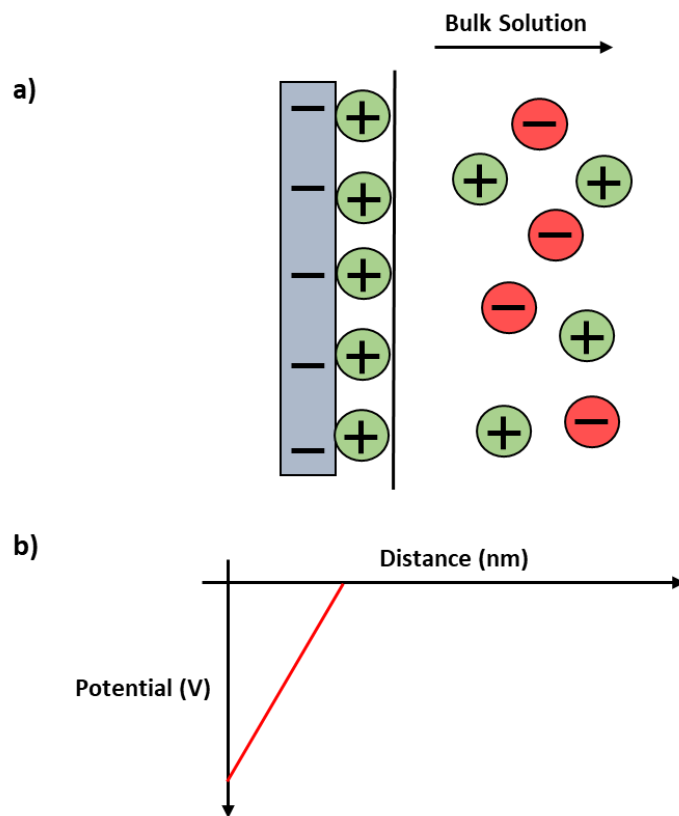 Bulk Solution
a)
b)
Distance (nm)
Potential (V)